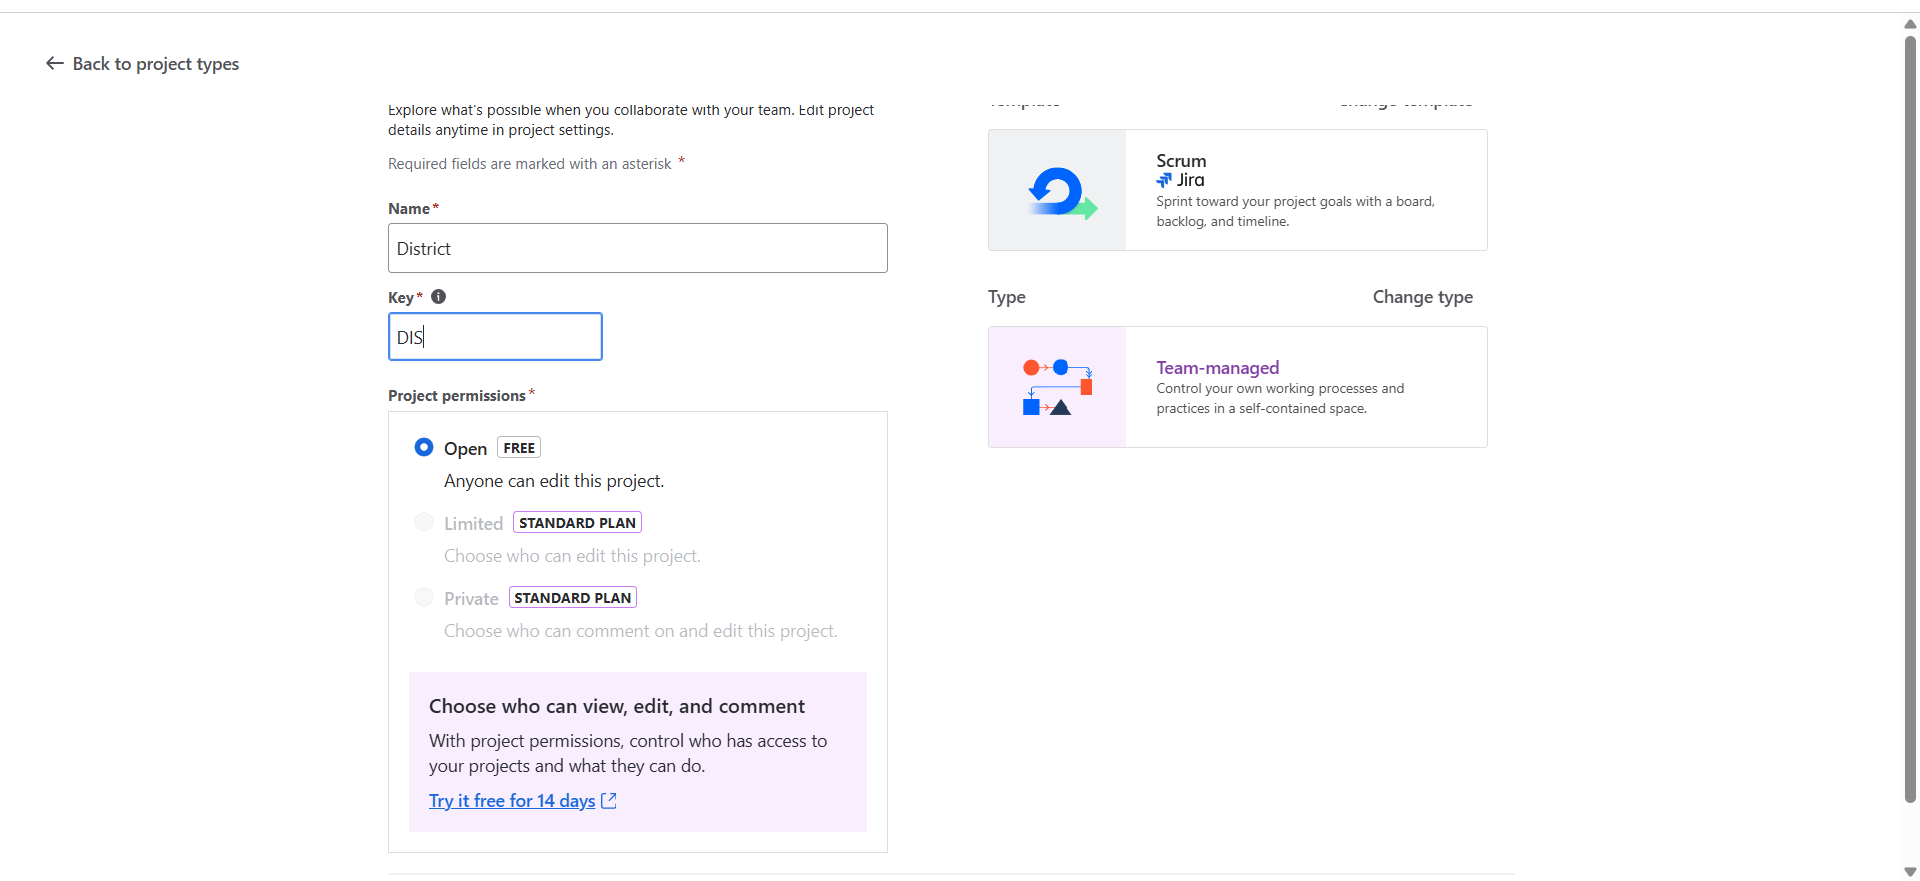 Back to project types
Explore what's possible when you collaborate with your team. Edit project
details anytime in project settings.
Required fields are marked with an asterisk *
Name*
District
Key*
DIS
Project permissions*
Open FREE
Anyone can edit this project.
Limited STANDARD PLAN
Choose who can edit this project.
Private STANDARD PLAN
Choose who can comment on and edit this project.
Choose who can view, edit, and comment
With project permissions, control who has access to
your projects and what they can do.
Try it free for 14 days
Template Change template
Scrum
Jira
Sprint toward your project goals with a board,
backlog, and timeline.
Type Change type
Team-managed
Control your own working processes and
practices in a self-contained space.